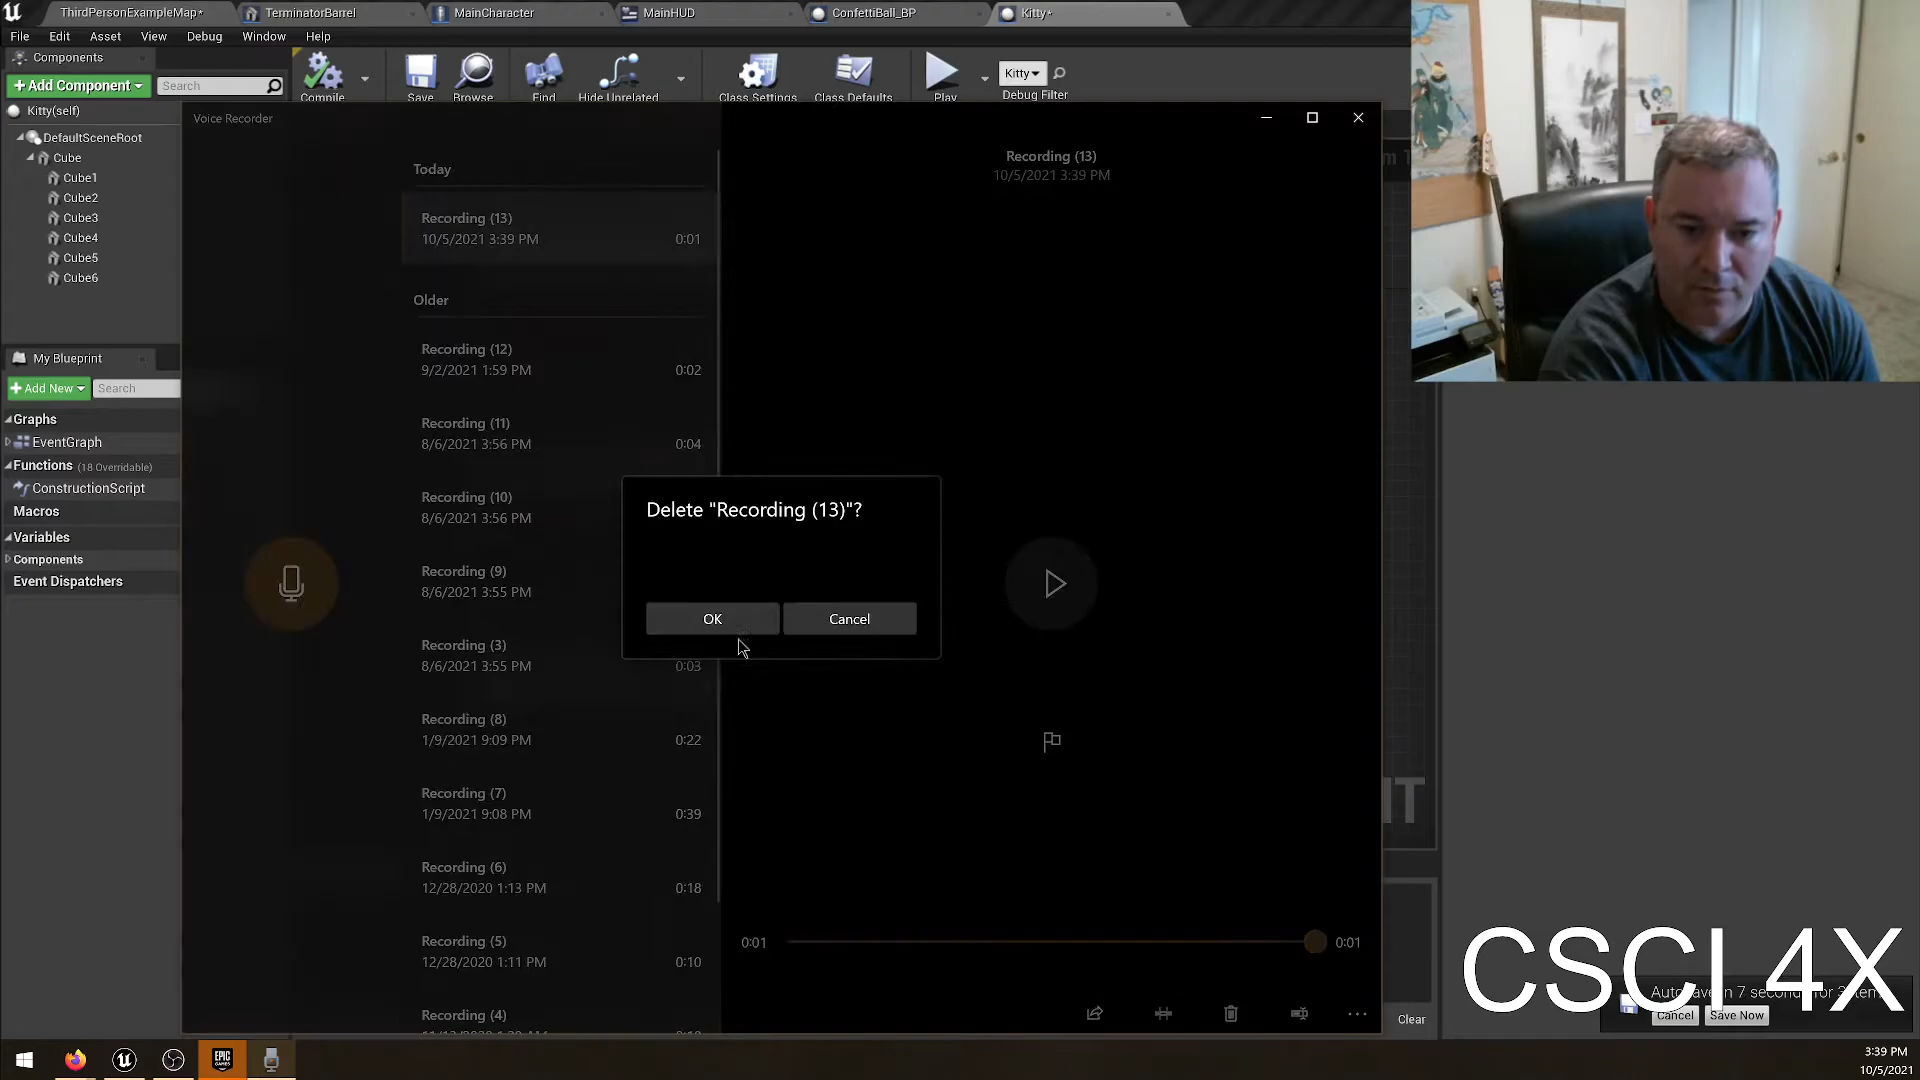 ThirdPersonExampleMap*
TerminatorBarrel
MainCharacter
MainHUD
ConfettiBall_BP
Kitty*
File Edit Asset View Debug Window Help
Components
+Add Component
Search
Compile
Save
Browse
Find
Hide Unrelated
Class Settings
Class Defaults
Play
Kitty
Debug Filter
Kitty(self)
DefaultSceneRoot
Cube
Cube1
Cube2
Cube3
Cube4
Cube5
Cube6
My Blueprint
+Add New
Search
Graphs
EventGraph
Functions (18 Overridable)
ConstructionScript
Macros
Variables
Components
Event Dispatchers
Voice Recorder
Today
Recording (13)
10/5/2021 3:39 PM 0:01
Older
Recording (12)
9/2/2021 1:59 PM 0:02
Recording (11)
8/6/2021 3:56 PM 0:04
Recording (10)
8/6/2021 3:56 PM
Recording (9)
8/6/2021 3:55 PM
Recording (3)
8/6/2021 3:55 PM 0:03
Recording (8)
1/9/2021 9:09 PM 0:22
Recording (7)
1/9/2021 9:08 PM 0:39
Recording (6)
12/28/2020 1:13 PM 0:18
Recording (5)
12/28/2020 1:11 PM 0:10
Recording (4)
Recording (13)
10/5/2021 3:39 PM
Delete "Recording (13)"?
OK
Cancel
0:01
0:01
Clear
CSCI 4X
Cancel
Save Now
EPIC GAMES
3:39 PM
10/5/2021